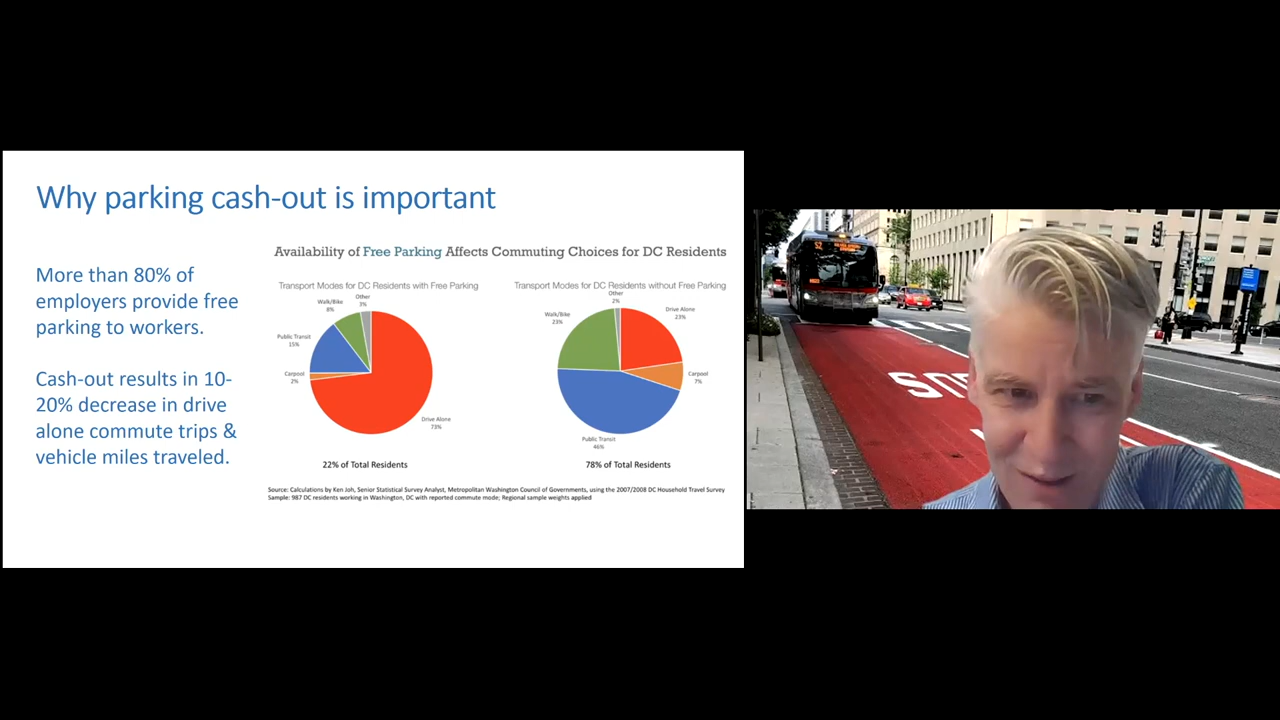 Why parking cash-out is important
Availability of Free Parking Affects Commuting Choices for DC Residents
More than 80% of
employers provide free
parking to workers.
Cash-out results in 10-
20% decrease in drive
alone commute trips &
vehicle miles traveled.
Transport Modes for DC Residents with Free Parking
Other
3%
Walk/Bike
8%
Public Transit
15%
Carpool
2%
Drive Alone
73%
22% of Total Residents
Transport Modes for DC Residents without Free Parking
Other
2%
Walk/Bike
23%
Drive Alone
23%
Carpool
7%
Public Transit
46%
78% of Total Residents
Source: Calculations by Ken Joh, Senior Statistical Survey Analyst, Metropolitan Washington Council of Governments, using the 2007/2008 DC Household Travel Survey
Sample: 987 DC residents working in Washington, DC with reported commute mode; Regional sample weights applied
S2